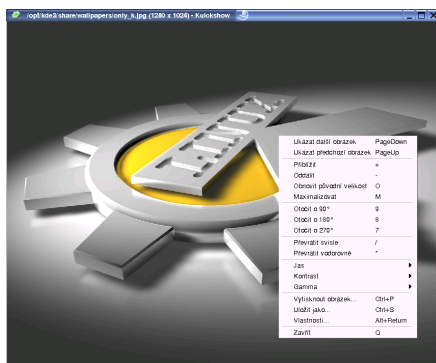 /opt/kde3/share/wallpapers/only_k.jpg (1280 x 1024) - Kuickshow
LINUX
Ukázat další obrázek PageDown
Ukázat předchozí obrázek PageUp
Přiblížit +
Oddálit -
Obnovit původní velikost O
Maximalizovat M
Otočit o 90° 9
Otočit o 180° 8
Otočit o 270° 7
Převrátit svisle /
Převrátit vodorovně *
Jas
Kontrast
Gamma
Vytisknout obrázek... Ctrl+P
Uložit jako... Ctrl+S
Vlastnosti... Alt+Return
Zavřít Q